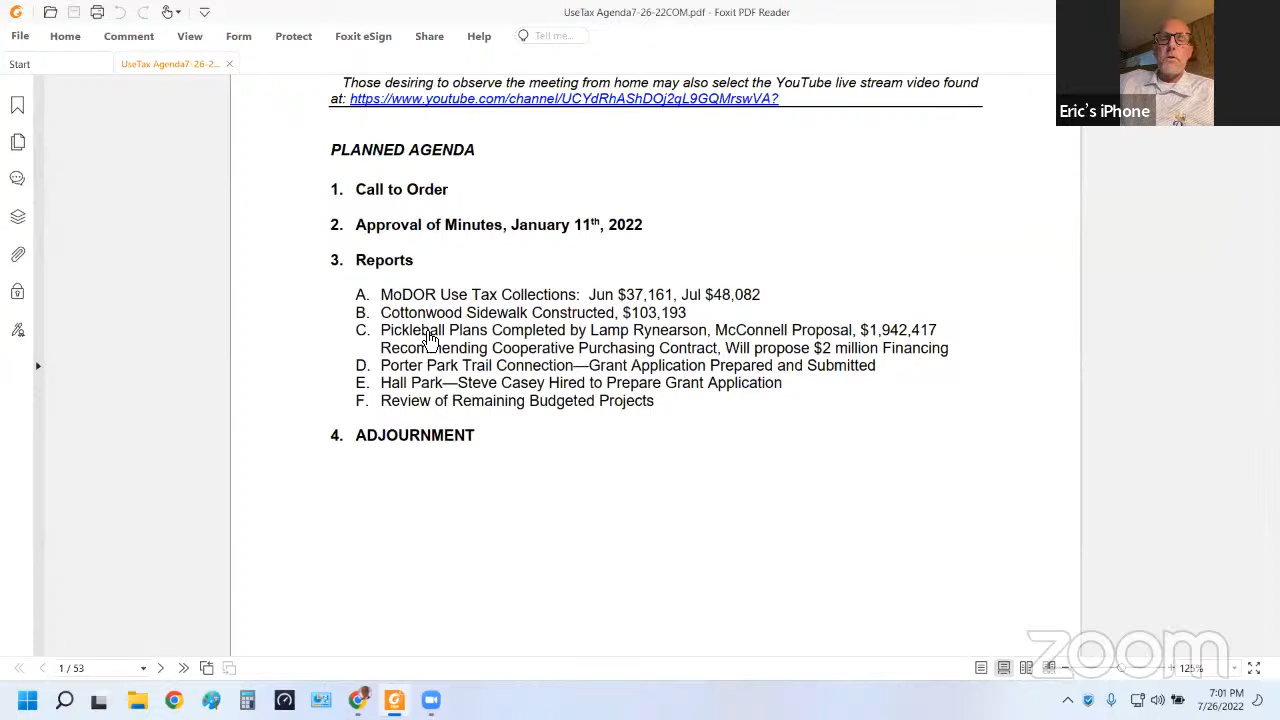 UseTax Agenda7-26-22COM.pdf - Foxit PDF Reader
File Home Comment View Form Protect Foxit eSign Share Help Tell me...
Start UseTax Agenda7-26-2...
Those desiring to observe the meeting from home may also select the YouTube live stream video found
at: https://www.youtube.com/channel/UCYdRhAShDOj2qL9GQMrswVA?
Eric's iPhone
PLANNED AGENDA
1. Call to Order
2. Approval of Minutes, January 11th, 2022
3. Reports
A. MoDOR Use Tax Collections: Jun $37,161, Jul $48,082
B. Cottonwood Sidewalk Constructed, $103,193
C. Pickleball Plans Completed by Lamp Rynearson, McConnell Proposal, $1,942,417
Recommending Cooperative Purchasing Contract, Will propose $2 million Financing
D. Porter Park Trail Connection—Grant Application Prepared and Submitted
E. Hall Park—Steve Casey Hired to Prepare Grant Application
F. Review of Remaining Budgeted Projects
4. ADJOURNMENT
zoom
1 / 53 125%
7:01 PM
7/26/2022